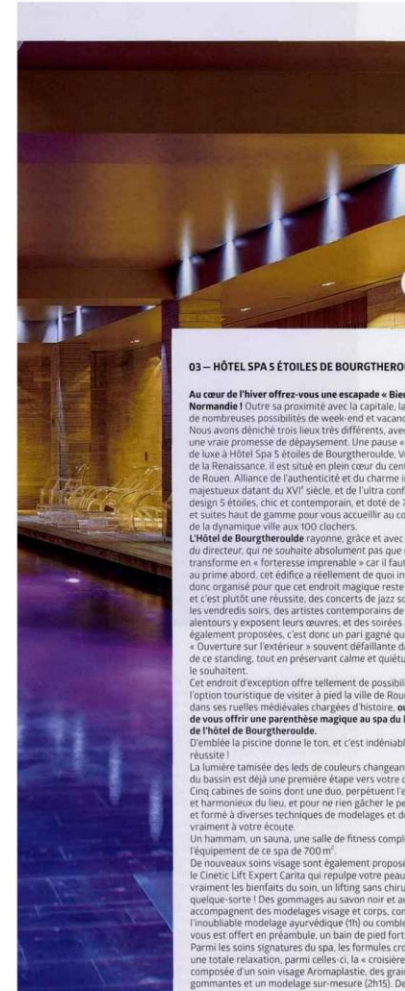 03 – HÔTEL SPA 5 ÉTOILES DE BOURGTHEROU
Au cœur de l'hiver offrez-vous une escapade « Bien
Normandie ! Outre sa proximité avec la capitale, la
de nombreuses possibilités de week-end et vacanc
Nous avons déniché trois lieux très différents, avec
une vraie promesse de dépaysement. Une pause «
de luxe à Hôtel Spa 5 étoiles de Bourgtheroulde. V
de la Renaissance, il est situé en plein cœur du cent
de Rouen. Alliance de l'authenticité et du charme i
majestueux datant du XVIe siècle, et de l'ultra conf
design 5 étoiles, chic et contemporain, et doté de 7
et suites haut de gamme pour vous accueillir au co
de la dynamique ville aux 100 clochers.
L'Hôtel de Bourgtheroulde rayonne, grâce et avec
du directeur, qui ne souhaite absolument pas que
transforme en « forteresse imprenable » car il faut
au prime abord, cet édifice a réellement de quoi in
donc organisé pour que cet endroit magique reste
et c'est plutôt une réussite, des concerts de jazz so
les vendredis soirs, des artistes contemporains de
alentours y exposent leurs œuvres, et des soirées
également proposées, c'est donc un pari gagné qu
« Ouverture sur l'extérieur » souvent défaillante da
de ce standing, tout en préservant calme et quiétu
le souhaitent.
Cet endroit d'exception offre tellement de possibili
l'option touristique de visiter à pied la ville de Roue
dans ses ruelles médiévales chargées d'histoire, ou
de vous offrir une parenthèse magique au spa du
de l'hôtel de Bourgtheroulde.
D'emblée la piscine donne le ton, et c'est indéniabl
réussite !
La lumière tamisée des leds de couleurs changean
du bassin est déjà une première étape vers votre d
Cinq cabines de soins dont une duo, perpétuent l'e
et harmonieux du lieu, et pour ne rien gâcher le pe
et formé à diverses techniques de modelages et d
vraiment à votre écoute.
Un hammam, un sauna, une salle de fitness compl
l'équipement de ce spa de 700 m².
De nouveaux soins visage sont également proposé
le Cinetic Lift Expert Carita qui repulpe votre peau
vraiment les bienfaits du soin, un lifting sans chiru
quelque-sorte ! Des gommages au savon noir et au
accompagnent des modelages visage et corps, con
l'inoubliable modelage ayurvédique (1h) ou comble
vous est offert en préambule, un bain de pied fort
Parmi les soins signatures du spa, les formules cro
une totale relaxation, parmi celles-ci, la « croisière
composée d'un soin visage Aromaplastie, des grain
gommantes et un modelage sur-mesure (2h15). De